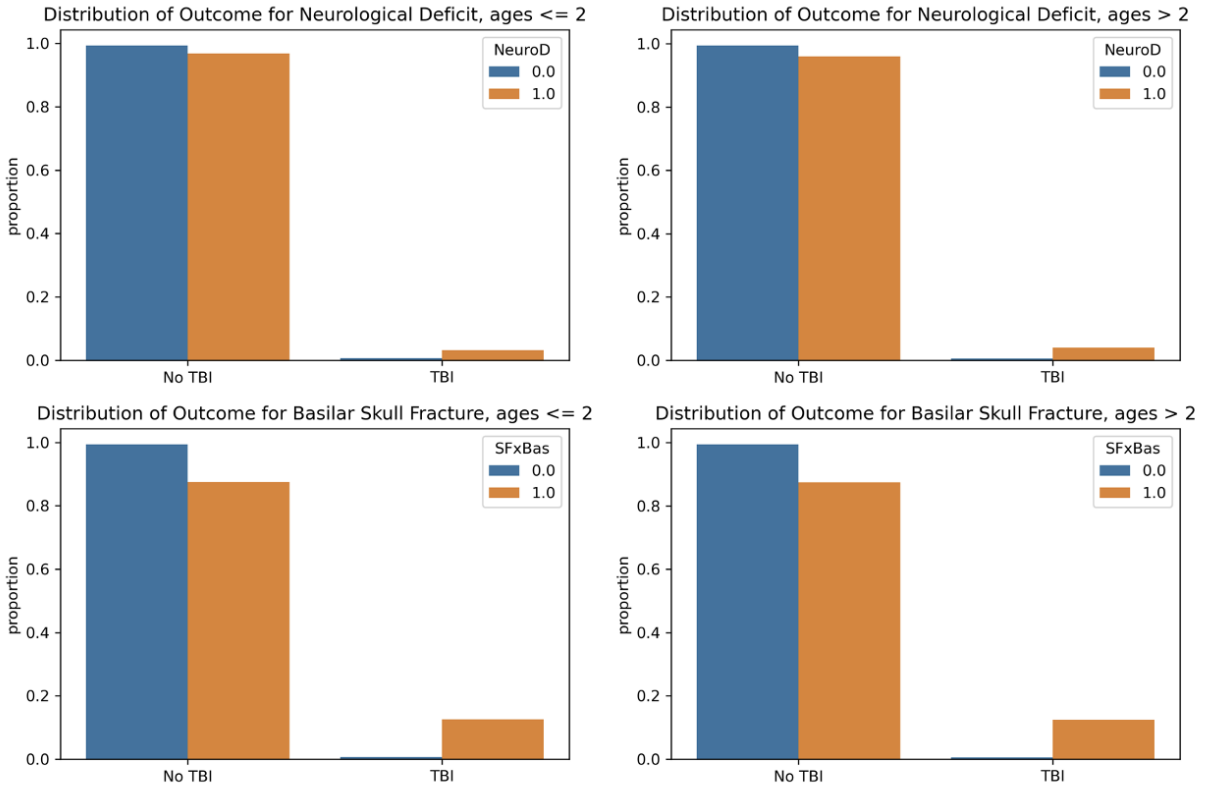 Distribution of Outcome for Neurological Deficit, ages <= 2
1.0
0.8
0.6
0.4
0.2
0.0
proportion
NeuroD
0.0
1.0
No TBI
TBI
Distribution of Outcome for Neurological Deficit, ages > 2
1.0
0.8
0.6
0.4
0.2
0.0
proportion
NeuroD
0.0
1.0
No TBI
TBI
Distribution of Outcome for Basilar Skull Fracture, ages <= 2
1.0
0.8
0.6
0.4
0.2
0.0
proportion
SFxBas
0.0
1.0
No TBI
TBI
Distribution of Outcome for Basilar Skull Fracture, ages > 2
1.0
0.8
0.6
0.4
0.2
0.0
proportion
SFxBas
0.0
1.0
No TBI
TBI